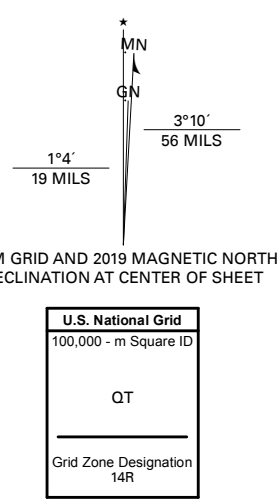 ★
MN
GN
3°10´
56 MILS
1°4´
19 MILS
M GRID AND 2019 MAGNETIC NORTH
ECLINATION AT CENTER OF SHEET
U.S. National Grid
100,000 - m Square ID
QT
Grid Zone Designation
14R